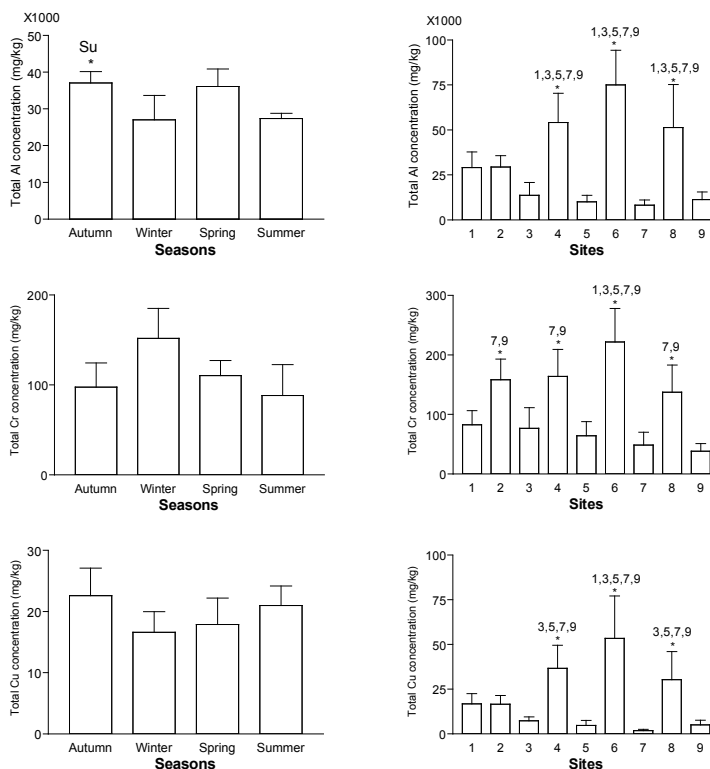 X1000
Total Al concentration (mg/kg)
50
40
30
20
10
0
Su
*
Autumn Winter Spring Summer
Seasons
X1000
Total Al concentration (mg/kg)
100
75
50
25
0
1,3,5,7,9
*
1,3,5,7,9
*
1,3,5,7,9
*
1 2 3 4 5 6 7 8 9
Sites
Total Cr concentration (mg/kg)
200
100
0
Autumn Winter Spring Summer
Seasons
Total Cr concentration (mg/kg)
300
200
100
0
7,9
*
7,9
*
1,3,5,7,9
*
7,9
*
1 2 3 4 5 6 7 8 9
Sites
Total Cu concentration (mg/kg)
30
20
10
0
Autumn Winter Spring Summer
Seasons
Total Cu concentration (mg/kg)
100
75
50
25
0
3,5,7,9
*
1,3,5,7,9
*
3,5,7,9
*
1 2 3 4 5 6 7 8 9
Sites